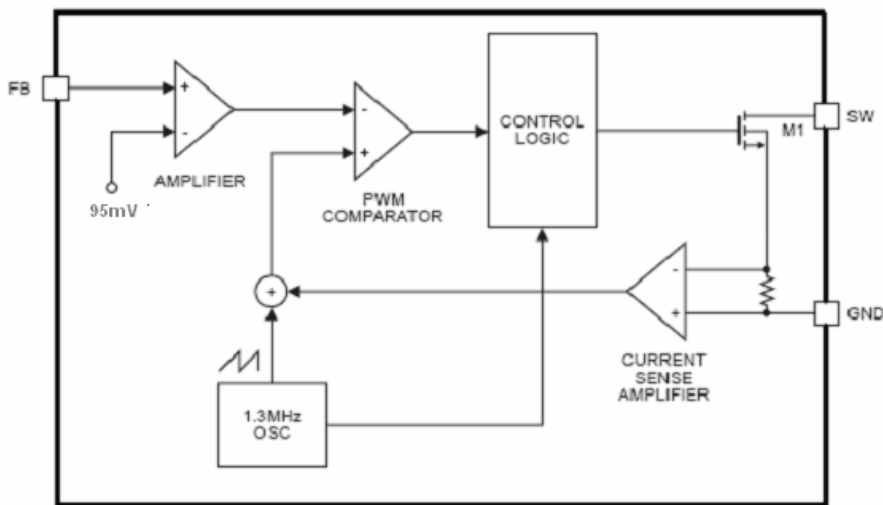 FB
+
-
AMPLIFIER
95mV
-
+
PWM
COMPARATOR
CONTROL
LOGIC
M1
SW
+
-
+
GND
CURRENT
SENSE
AMPLIFIER
1.3MHz
OSC